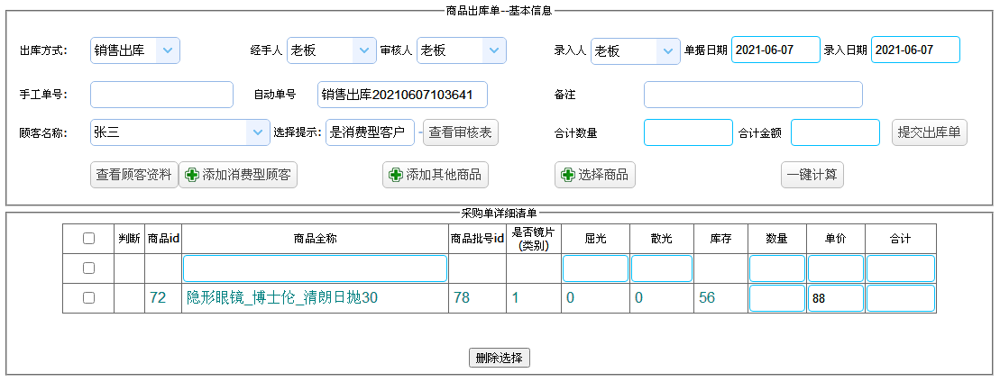 商品出库单--基本信息
出库方式： 销售出库 经手人 老板 审核人 老板 录入人 老板 单据日期 2021-06-07 录入日期 2021-06-07
手工单号： 自动单号 销售出库20210607103641 备注
顾客名称： 张三 选择提示： 是消费型客户 -查看审核表 合计数量 合计金额 提交出库单
查看顾客资料 添加消费型顾客 添加其他商品 选择商品 一键计算
采购单详细清单
判断 商品id 商品全称 商品批号id 是否镜片 屈光 散光 库存 数量 单价 合计
(类别)
72 隐形眼镜_博士伦_清朗日抛30 78 1 0 0 56 88
删除选择